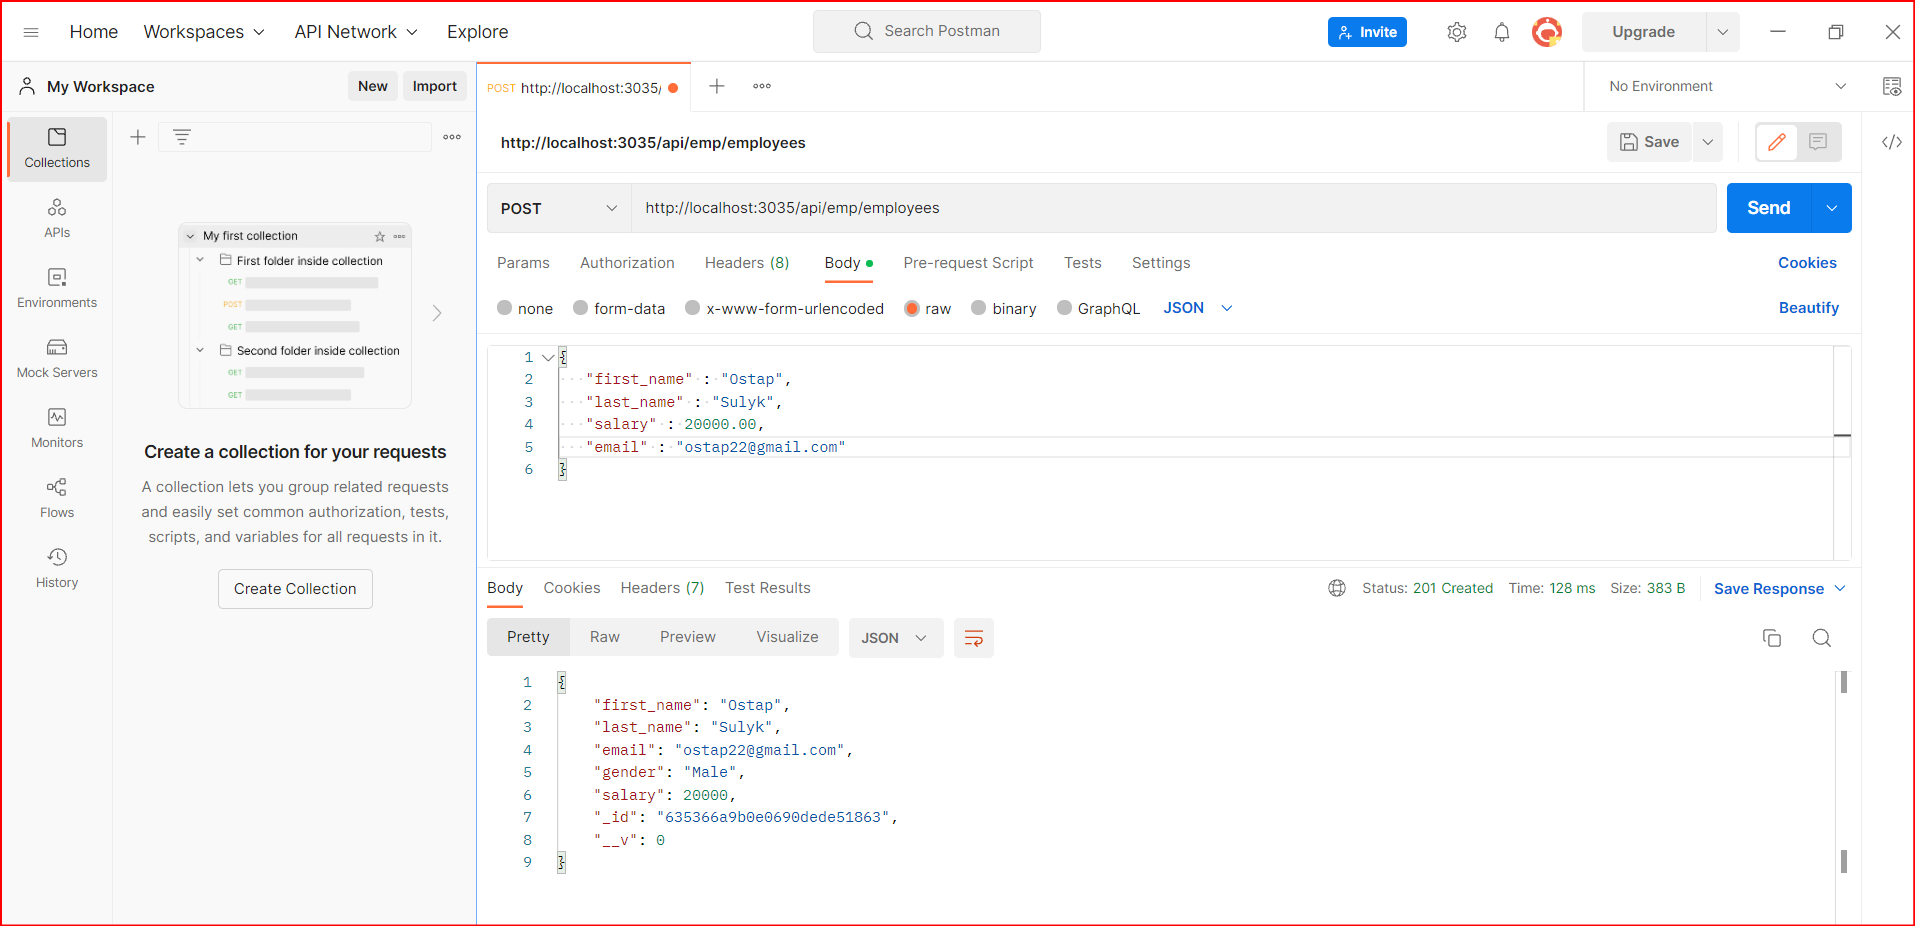 Home Workspaces API Network Explore Search Postman Invite Upgrade
My Workspace New Import
POST http://localhost:3035/
No Environment
Collections
APIs
Environments
Mock Servers
Monitors
Flows
History
My first collection
First folder inside collection
GET
POST
GET
Second folder inside collection
GET
GET
Create a collection for your requests
A collection lets you group related requests
and easily set common authorization, tests,
scripts, and variables for all requests in it.
Create Collection
http://localhost:3035/api/emp/employees
Save
</>
POST http://localhost:3035/api/emp/employees Send
Params Authorization Headers (8) Body Pre-request Script Tests Settings Cookies
none form-data x-www-form-urlencoded raw binary GraphQL JSON Beautify
1 {
2 "first_name" : "Ostap",
3 "last_name" : "Sulyk",
4 "salary" : 20000.00,
5 "email" : "ostap22@gmail.com"
6 }
Body Cookies Headers (7) Test Results Status: 201 Created Time: 128 ms Size: 383 B Save Response
Pretty Raw Preview Visualize JSON
1 {
2 "first_name": "Ostap",
3 "last_name": "Sulyk",
4 "email": "ostap22@gmail.com",
5 "gender": "Male",
6 "salary": 20000,
7 "_id": "635366a9b0e0690dede51863",
8 "__v": 0
9 }